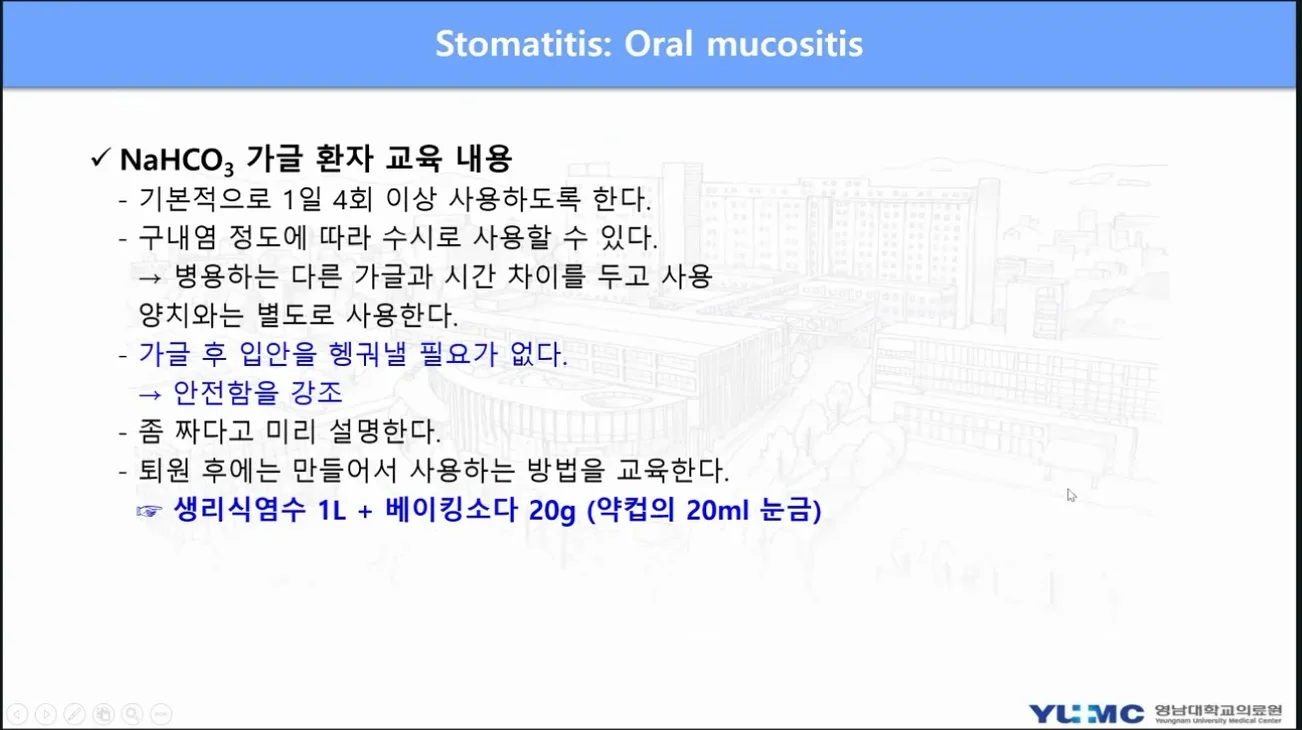 Stomatitis: Oral mucositis
✓ NaHCO₃ 가글 환자 교육 내용
- 기본적으로 1일 4회 이상 사용하도록 한다.
- 구내염 정도에 따라 수시로 사용할 수 있다.
→ 병용하는 다른 가글과 시간 차이를 두고 사용
양치와는 별도로 사용한다.
- 가글 후 입안을 헹궈낼 필요가 없다.
→ 안전함을 강조
- 좀 짜다고 미리 설명한다.
- 퇴원 후에는 만들어서 사용하는 방법을 교육한다.
☞ 생리식염수 1L + 베이킹소다 20g (약컵의 20ml 눈금)
YUMC 영남대학교의료원
Yeungnam University Medical Center